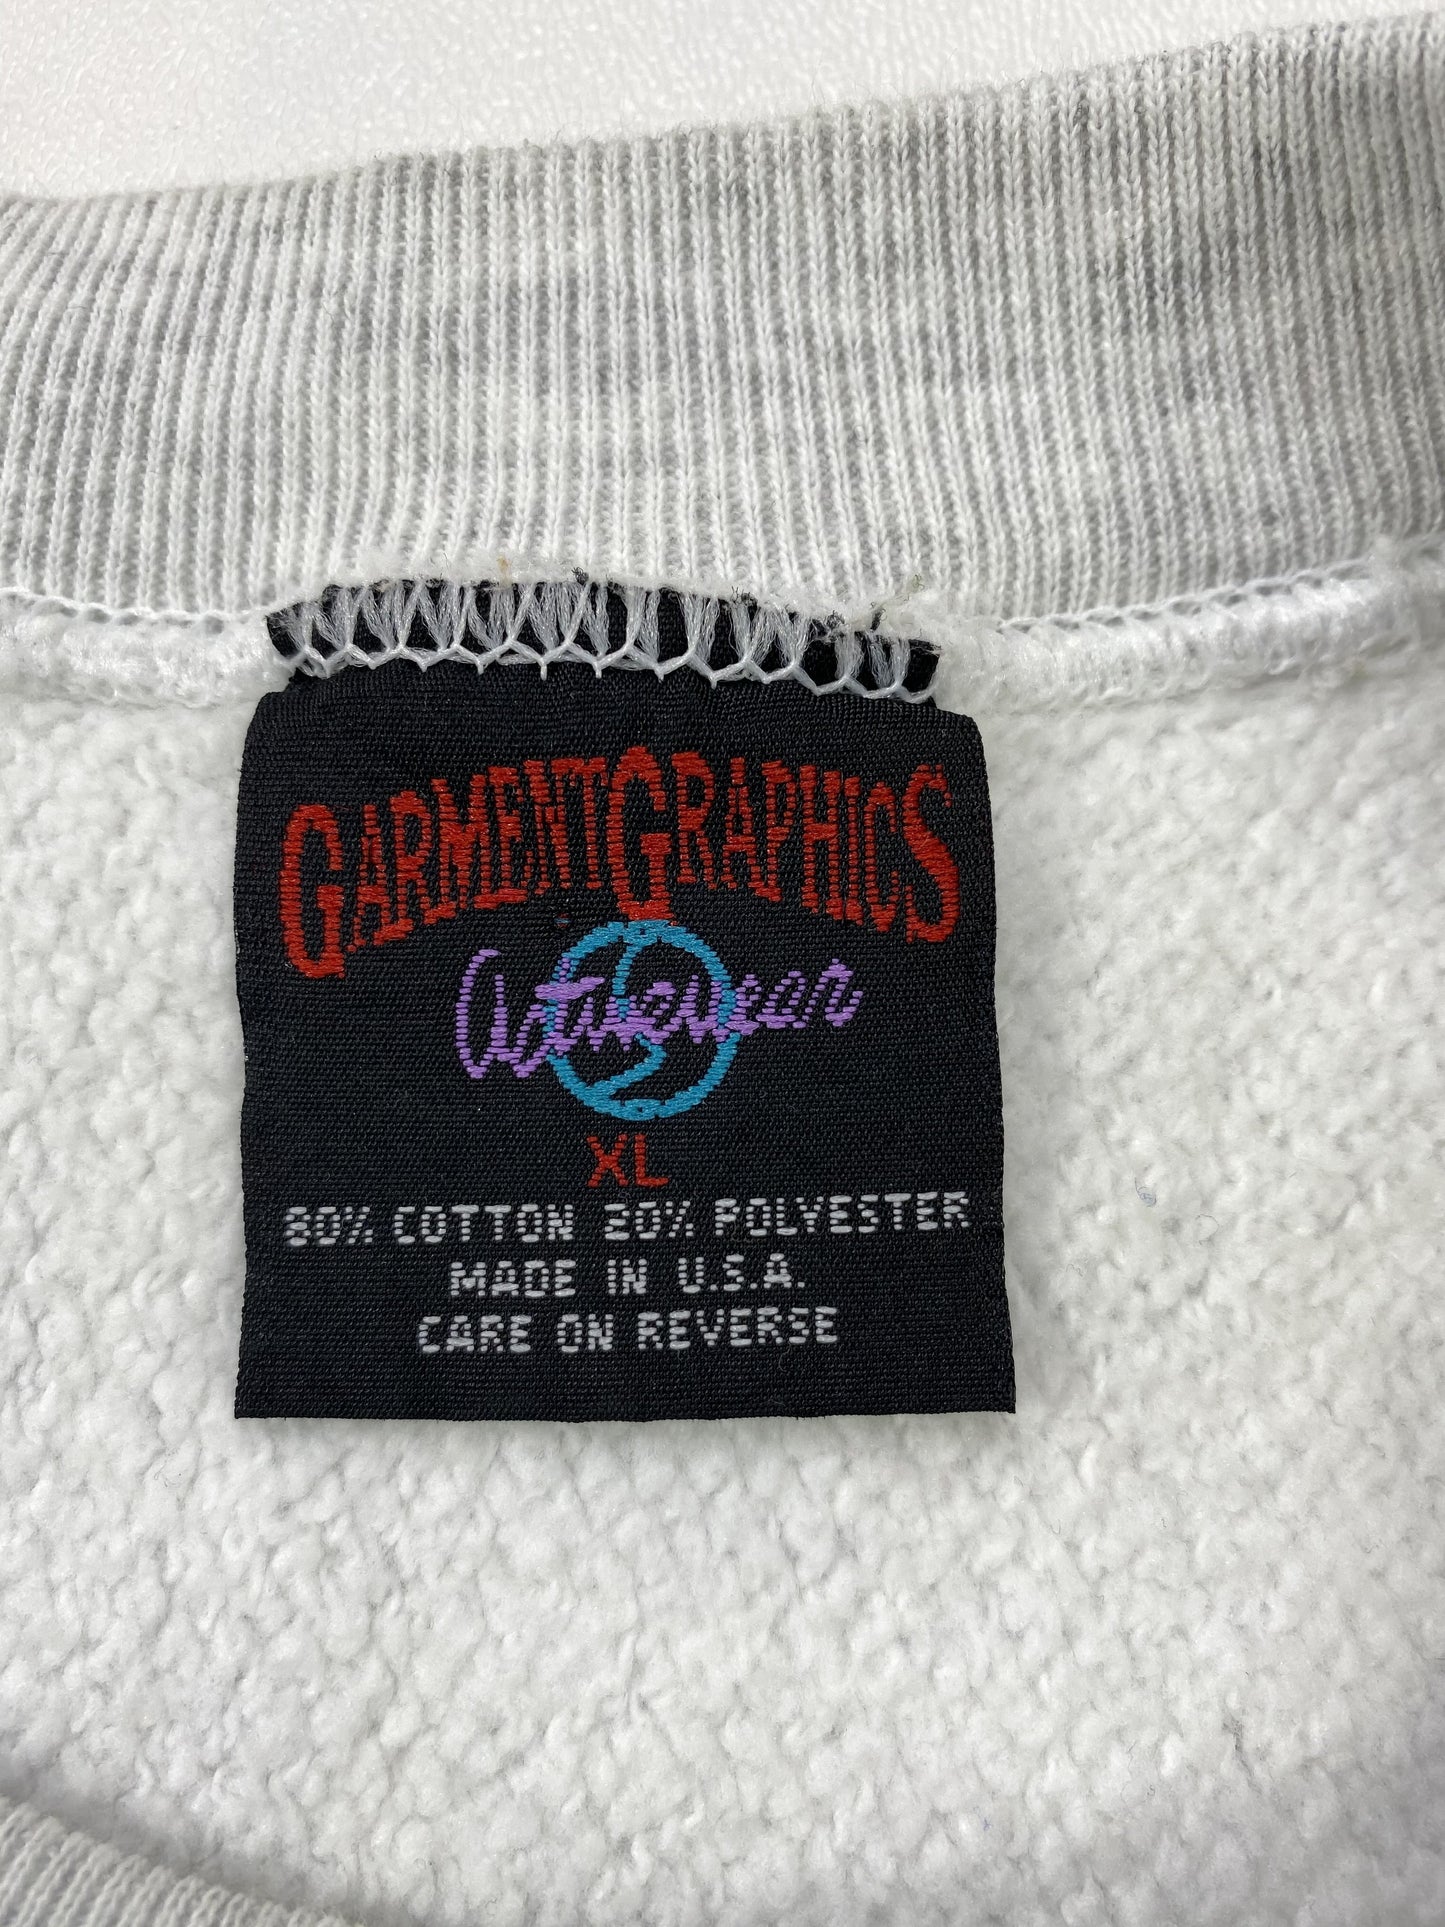 GARMENTGRAPHICS
Activewear
XL
80% COTTON 20% POLYESTER
MADE IN U.S.A.
CARE ON REVERSE